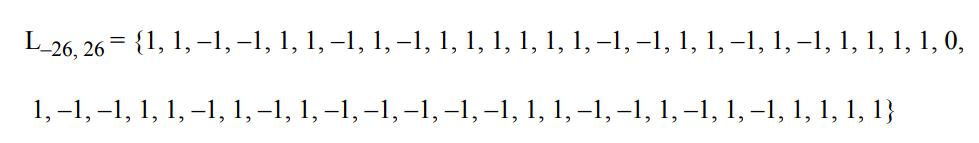 L–26, 26 = {1, 1, –1, –1, 1, 1, –1, 1, –1, 1, 1, 1, 1, 1, 1, –1, –1, 1, 1, –1, 1, –1, 1, 1, 1, 1, 0,
1, –1, –1, 1, 1, –1, 1, –1, 1, –1, –1, –1, –1, –1, 1, 1, –1, –1, 1, –1, 1, –1, 1, 1, 1, 1}